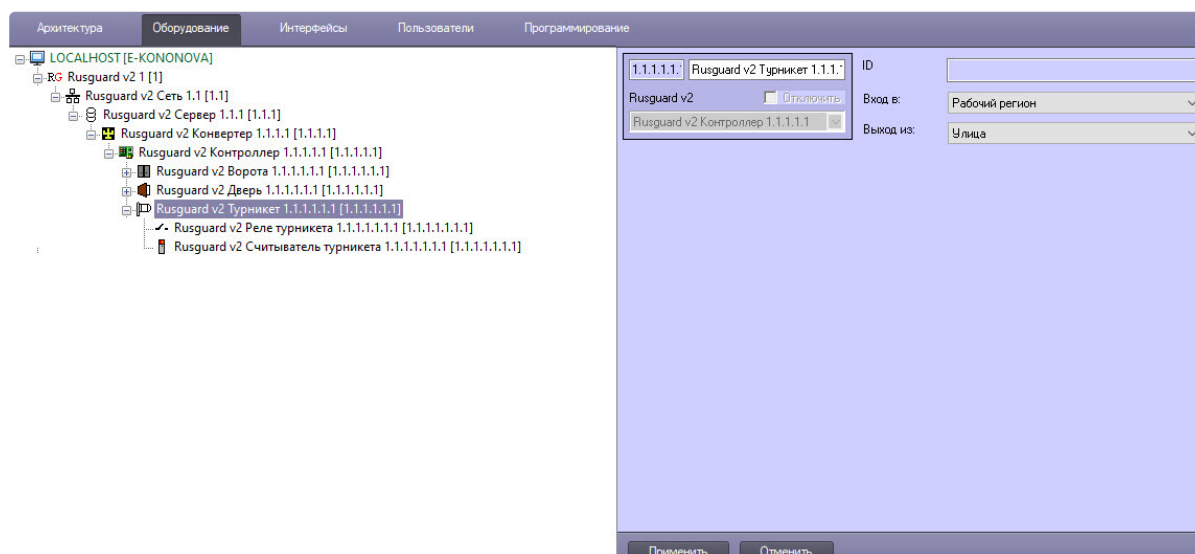 Архитектура Оборудование Интерфейсы Пользователи Программирование
LOCALHOST [E-KONONOVA]
RG Rusguard v2 1 [1]
Rusguard v2 Сеть 1.1 [1.1]
Rusguard v2 Сервер 1.1.1 [1.1.1]
Rusguard v2 Конвертер 1.1.1.1 [1.1.1.1]
Rusguard v2 Контроллер 1.1.1.1.1 [1.1.1.1.1]
Rusguard v2 Ворота 1.1.1.1.1.1 [1.1.1.1.1.1]
Rusguard v2 Дверь 1.1.1.1.1.1 [1.1.1.1.1.1]
Rusguard v2 Турникет 1.1.1.1.1.1 [1.1.1.1.1.1]
Rusguard v2 Реле турникета 1.1.1.1.1.1.1 [1.1.1.1.1.1.1]
Rusguard v2 Считыватель турникета 1.1.1.1.1.1.1 [1.1.1.1.1.1.1]
1.1.1.1.1. Rusguard v2 Турникет 1.1.1.
Rusguard v2 Отключить
Rusguard v2 Контроллер 1.1.1.1.1
ID
Вход в: Рабочий регион
Выход из: Улица
Применить Отменить